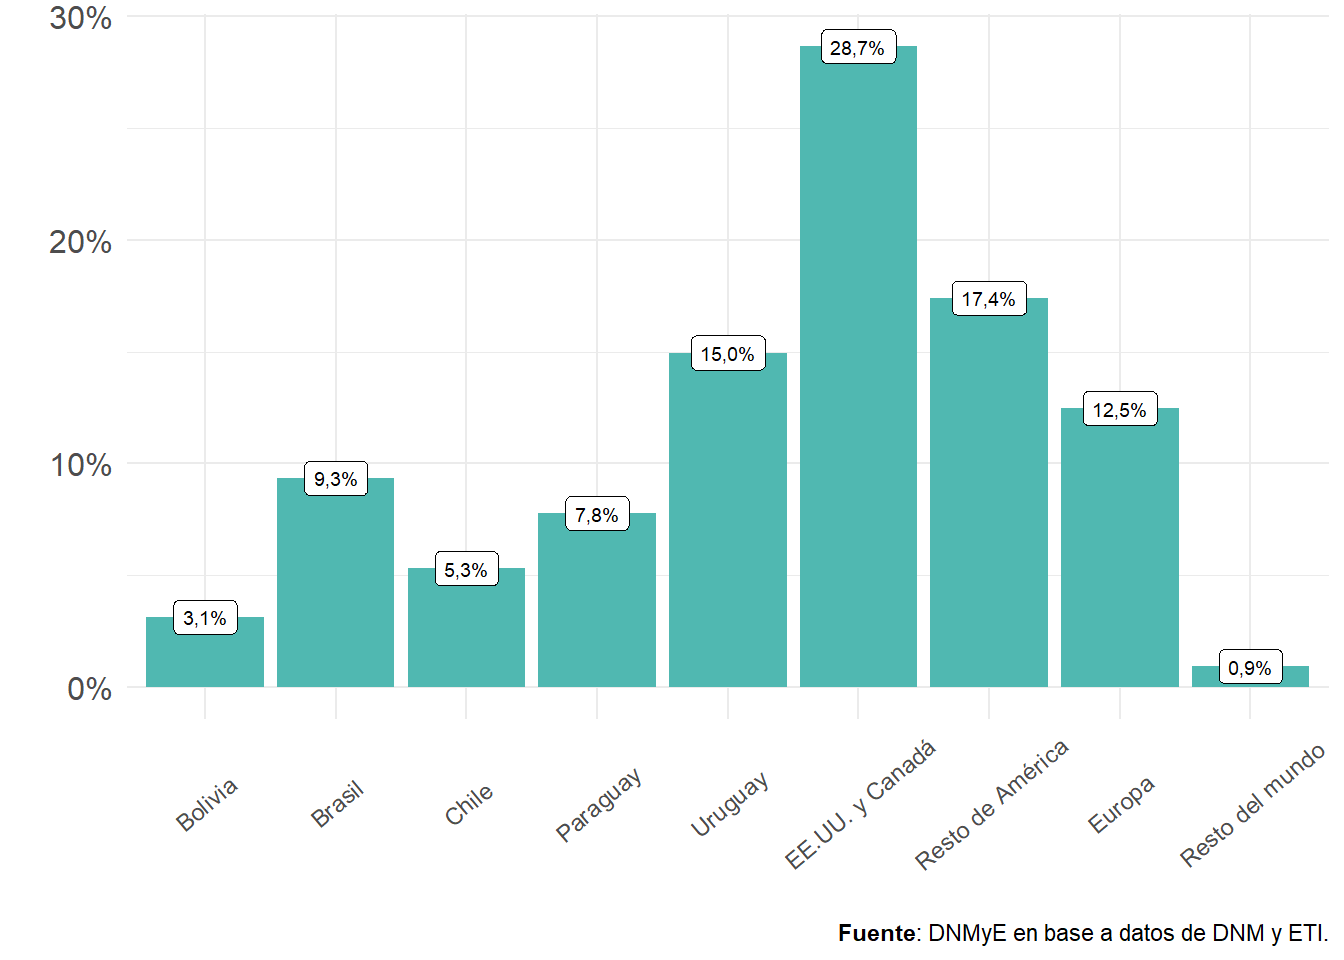 30%
20%
10%
0%
3,1%
9,3%
5,3%
7,8%
15,0%
28,7%
17,4%
12,5%
0,9%
Bolivia
Brasil
Chile
Paraguay
Uruguay
EE.UU. y Canadá
Resto de América
Europa
Resto del mundo
Fuente: DNMyE en base a datos de DNM y ETI.